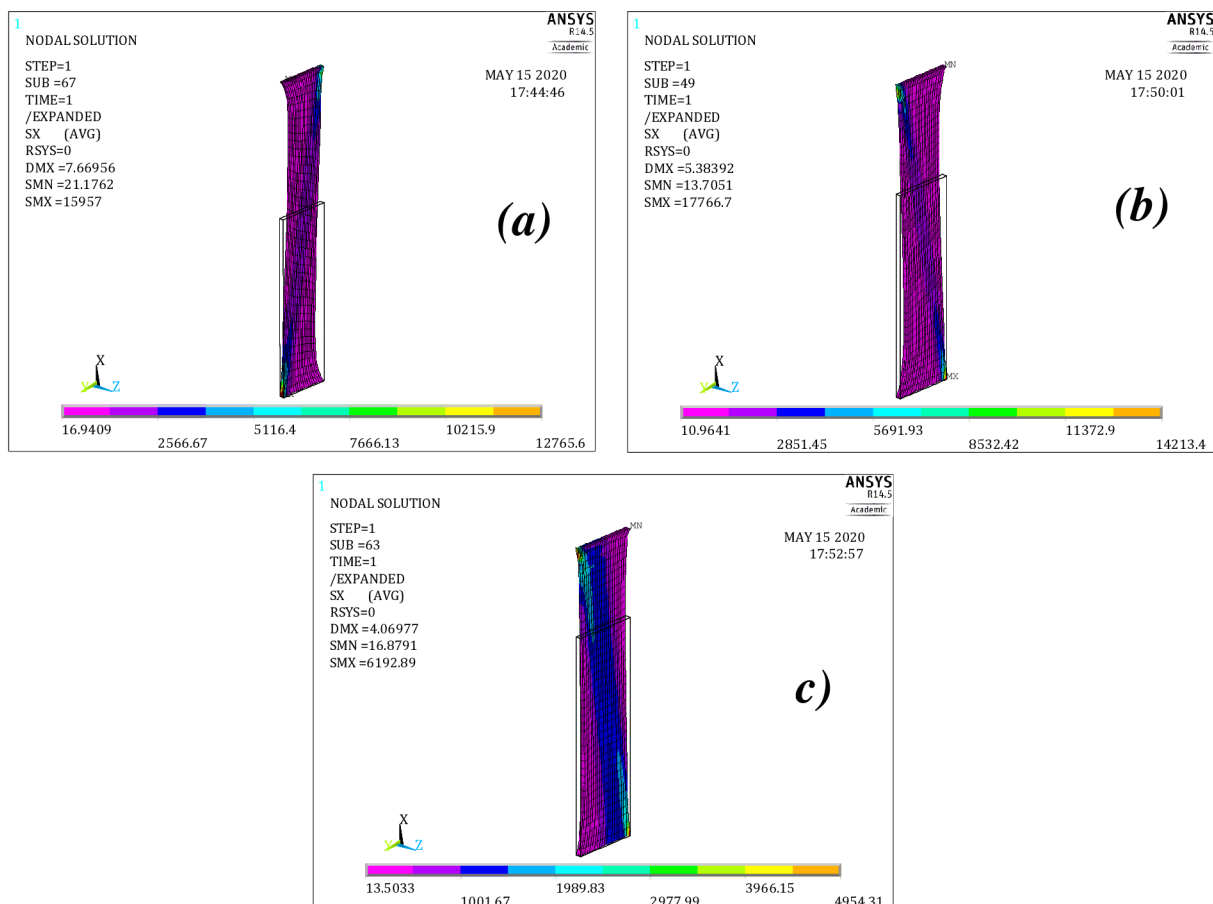 1
ANSYS
R14.5
Academic
NODAL SOLUTION
STEP=1
SUB =67
TIME=1
/EXPANDED
SX (AVG)
RSYS=0
DMX =7.66956
SMN =21.1762
SMX =15957
MAY 15 2020
17:44:46
(a)
X
Y
Z
16.9409
2566.67
5116.4
7666.13
10215.9
12765.6
1
ANSYS
R14.5
Academic
NODAL SOLUTION
STEP=1
SUB =49
TIME=1
/EXPANDED
SX (AVG)
RSYS=0
DMX =5.38392
SMN =13.7051
SMX =17766.7
MAY 15 2020
17:50:01
MN
(b)
MX
X
Y
Z
10.9641
2851.45
5691.93
8532.42
11372.9
14213.4
1
ANSYS
R14.5
Academic
NODAL SOLUTION
STEP=1
SUB =63
TIME=1
/EXPANDED
SX (AVG)
RSYS=0
DMX =4.06977
SMN =16.8791
SMX =6192.89
MAY 15 2020
17:52:57
MN
c)
X
Y
Z
13.5033
1001.67
1989.83
2977.99
3966.15
4954.31